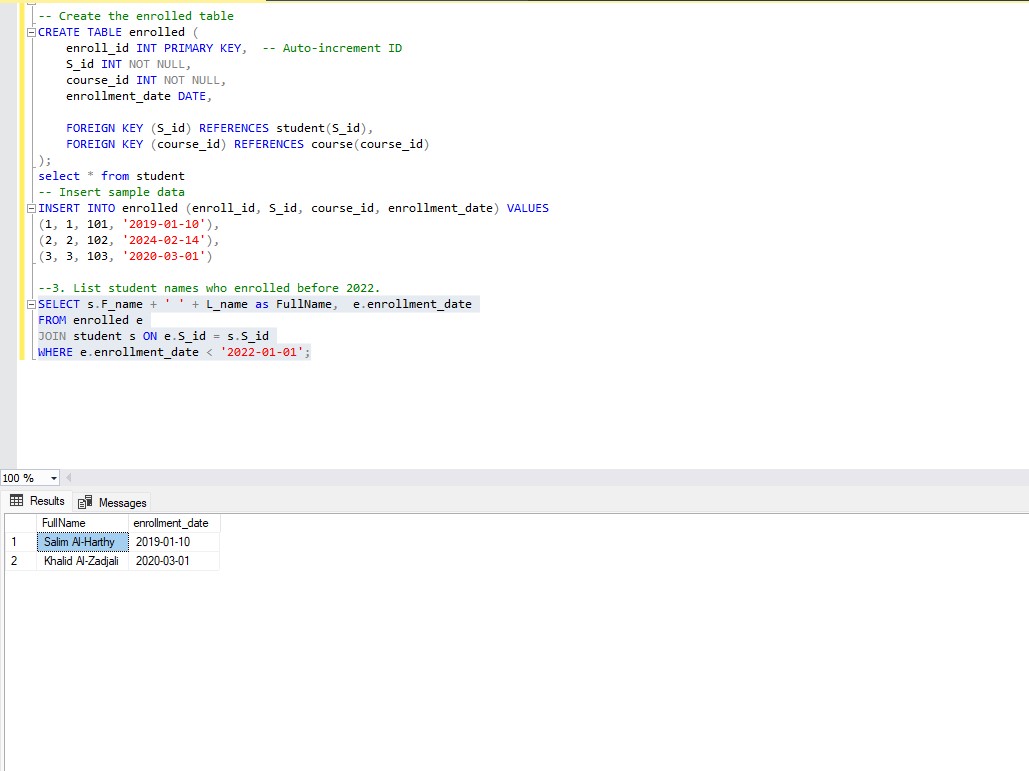 -- Create the enrolled table
CREATE TABLE enrolled (
enroll_id INT PRIMARY KEY,  -- Auto-increment ID
S_id INT NOT NULL,
course_id INT NOT NULL,
enrollment_date DATE,
FOREIGN KEY (S_id) REFERENCES student(S_id),
FOREIGN KEY (course_id) REFERENCES course(course_id)
);
select * from student
-- Insert sample data
INSERT INTO enrolled (enroll_id, S_id, course_id, enrollment_date) VALUES
(1, 1, 101, '2019-01-10'),
(2, 2, 102, '2024-02-14'),
(3, 3, 103, '2020-03-01')
--3. List student names who enrolled before 2022.
SELECT s.F_name + ' ' + L_name as FullName,  e.enrollment_date
FROM enrolled e
JOIN student s ON e.S_id = s.S_id
WHERE e.enrollment_date < '2022-01-01';
100 %
Results Messages
FullName enrollment_date
1 Salim Al-Harthy 2019-01-10
2 Khalid Al-Zadjali 2020-03-01